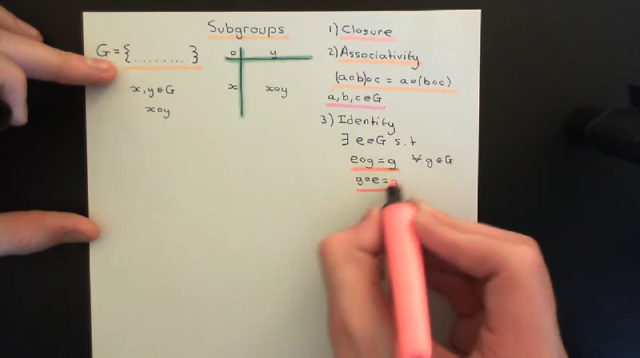 Subgroups
G = {..........}
x, y ∈ G
x∘y
∘ y
x x∘y
1) Closure
2) Associativity
(a∘b)∘c = a∘(b∘c)
a,b,c∈G
3) Identity
∃ e∈G s.t
e∘g = g ∀ g∈G
g∘e =